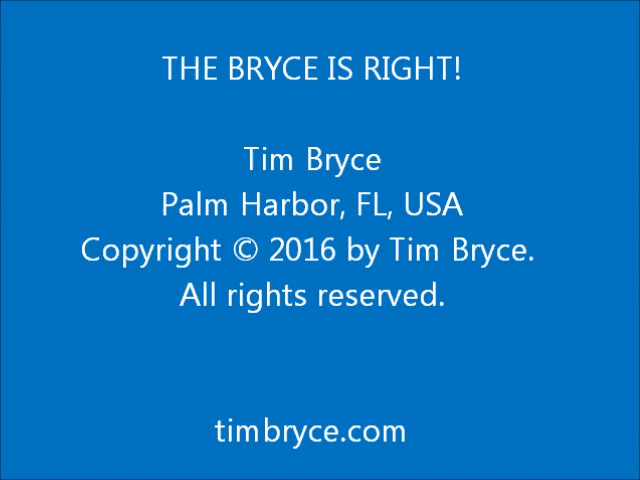 THE BRYCE IS RIGHT!
Tim Bryce
Palm Harbor, FL, USA
Copyright © 2016 by Tim Bryce.
All rights reserved.
timbryce.com